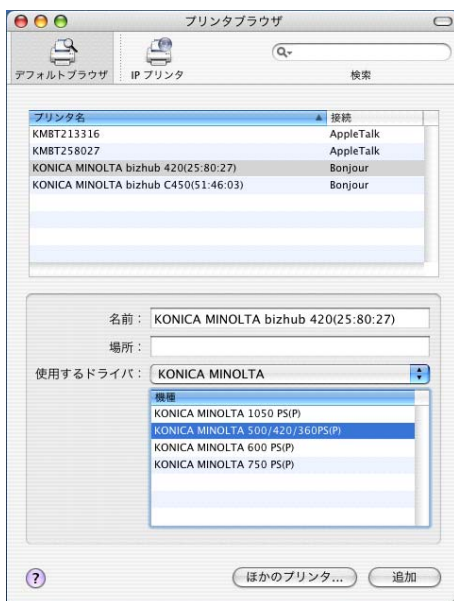 プリンタブラウザ
デフォルトブラウザ
IP プリンタ
Q-
検索
プリンタ名 接続
KMBT213316 AppleTalk
KMBT258027 AppleTalk
KONICA MINOLTA bizhub 420(25:80:27) Bonjour
KONICA MINOLTA bizhub C450(51:46:03) Bonjour
名前： KONICA MINOLTA bizhub 420(25:80:27)
場所：
使用するドライバ： KONICA MINOLTA
機種
KONICA MINOLTA 1050 PS(P)
KONICA MINOLTA 500/420/360PS(P)
KONICA MINOLTA 600 PS(P)
KONICA MINOLTA 750 PS(P)
?
ほかのプリンタ...
追加